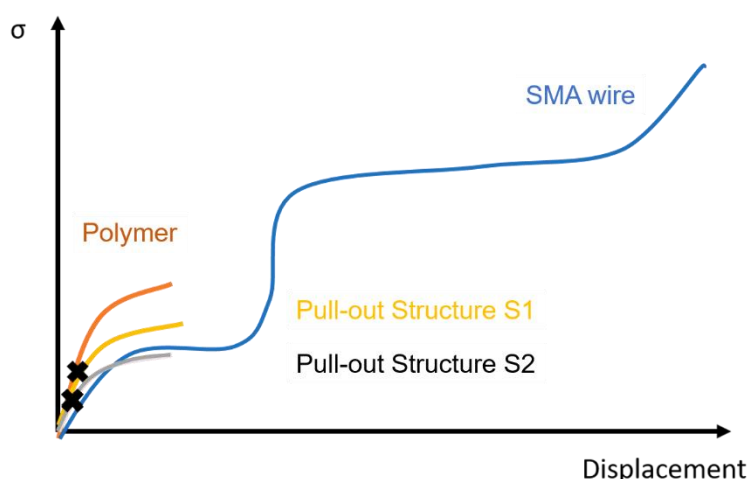 σ
SMA wire
Polymer
Pull-out Structure S1
Pull-out Structure S2
Displacement